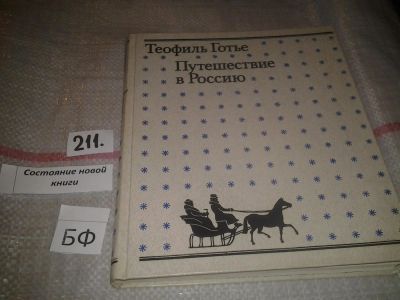 Теофиль Готье
Путешествие
в Россию
211.
Состояние новой
книги
БФ